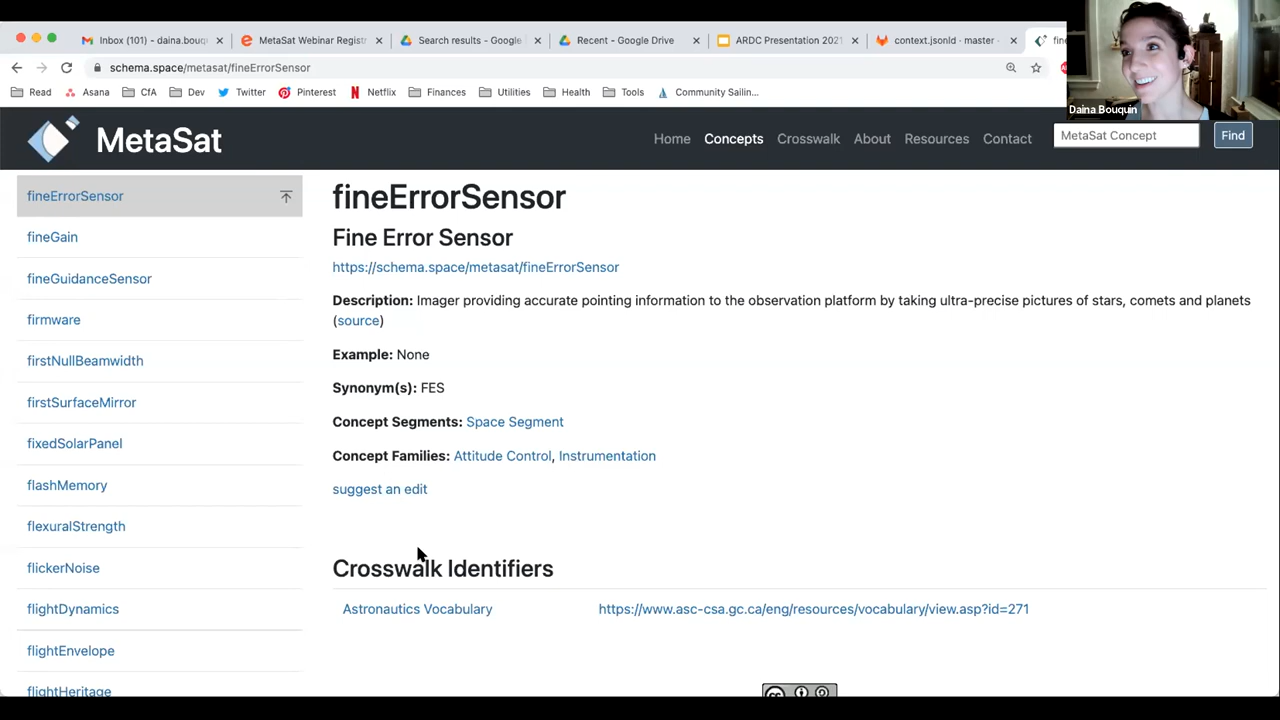 Inbox (101) - daina.bouq
MetaSat Webinar Regist
Search results - Google
Recent - Google Drive
ARDC Presentation 2021
context.jsonld · master ·
schema.space/metasat/fineErrorSensor
Read
Asana
CfA
Dev
Twitter
Pinterest
Netflix
Finances
Utilities
Health
Tools
Community Sailin...
Daina Bouquin
MetaSat
Home
Concepts
Crosswalk
About
Resources
Contact
MetaSat Concept
Find
fineErrorSensor
fineGain
fineGuidanceSensor
firmware
firstNullBeamwidth
firstSurfaceMirror
fixedSolarPanel
flashMemory
flexuralStrength
flickerNoise
flightDynamics
flightEnvelope
flightHeritage
fineErrorSensor
Fine Error Sensor
https://schema.space/metasat/fineErrorSensor
Description: Imager providing accurate pointing information to the observation platform by taking ultra-precise pictures of stars, comets and planets
(source)
Example: None
Synonym(s): FES
Concept Segments: Space Segment
Concept Families: Attitude Control, Instrumentation
suggest an edit
Crosswalk Identifiers
Astronautics Vocabulary
https://www.asc-csa.gc.ca/eng/resources/vocabulary/view.asp?id=271